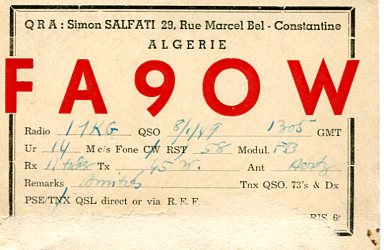 QRA: Simon SALFATI 29, Rue Marcel Bel - Constantine
ALGERIE
FA9OW
Radio I1KG QSO 8/1/49 1305 GMT
Ur 14 Mc/s Fone CW RST 58 Modul. FB
Rx 11 tubes Tx 45 W. Ant Hertz
Remarks Amitiés Tnx QSO. 73's & Dx
PSE/TNX QSL direct or via R.E.F.